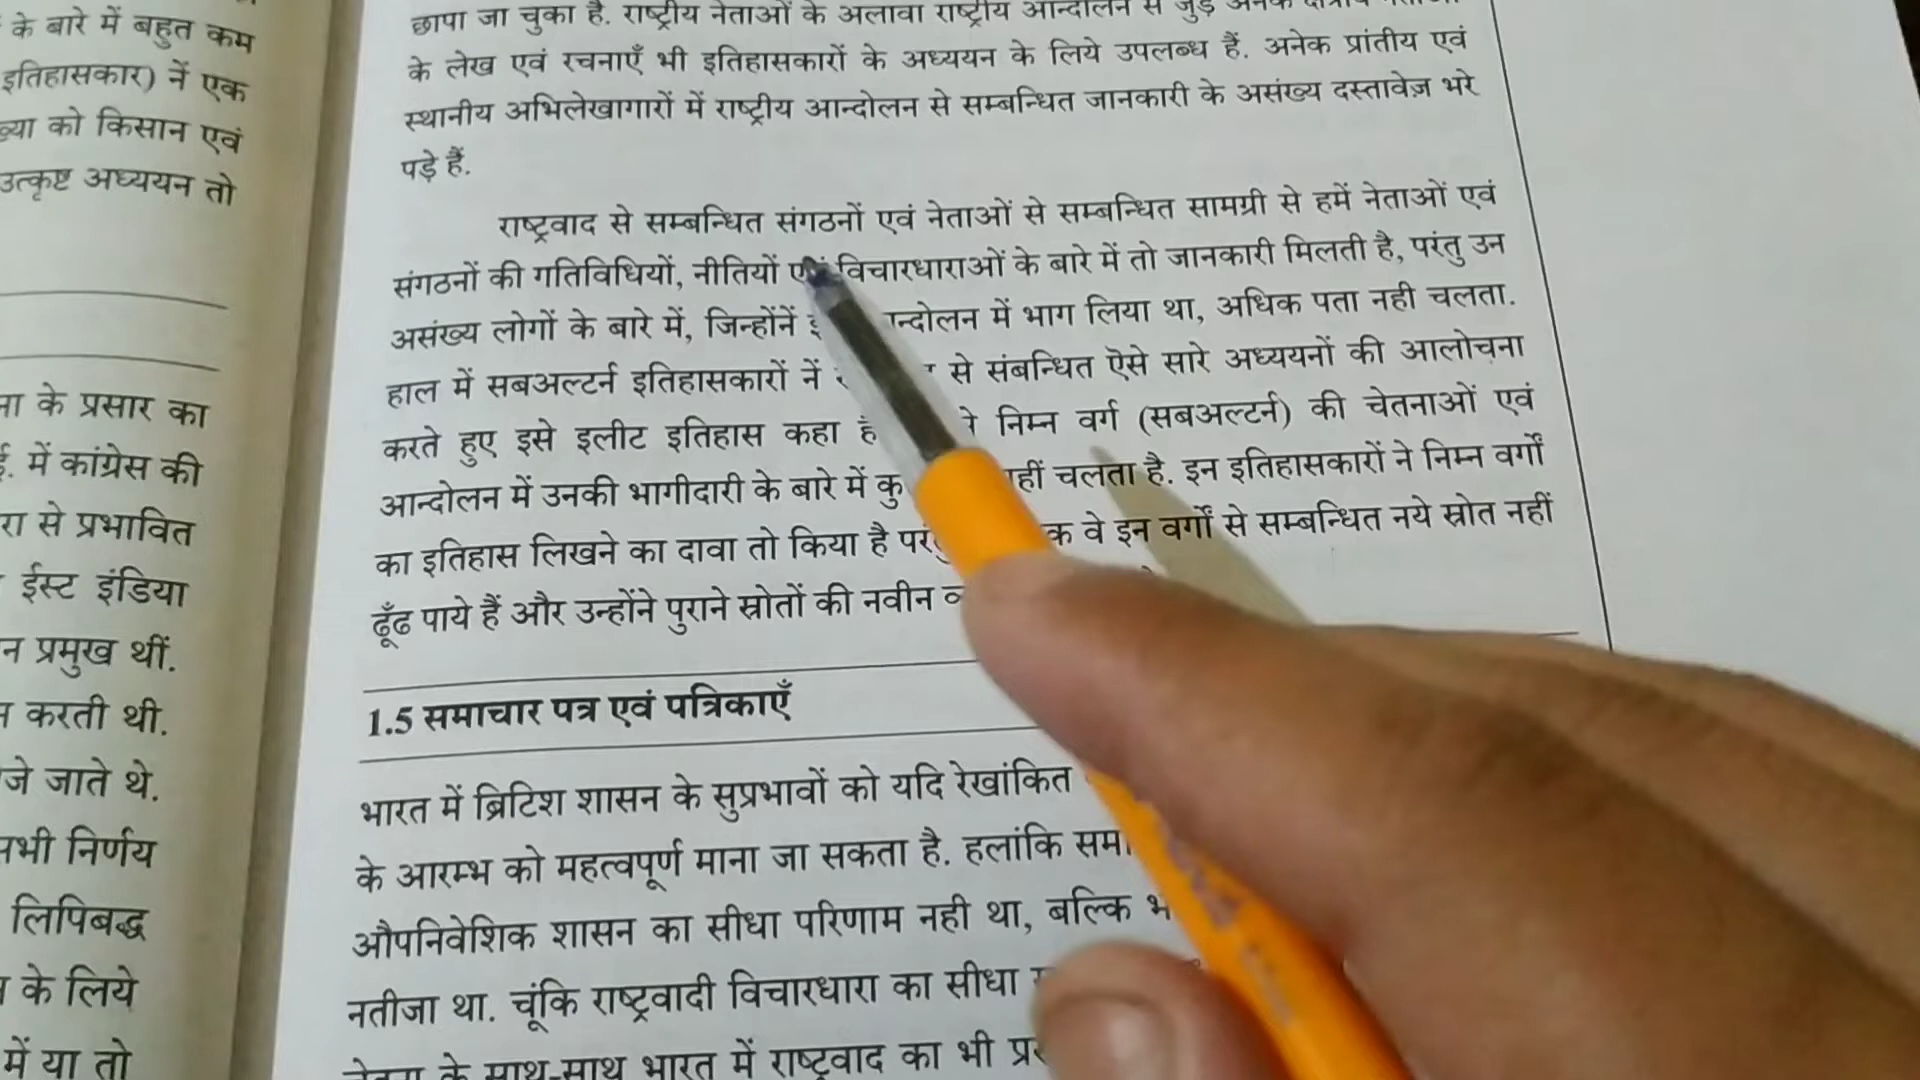 के बारे में बहुत कम
इतिहासकार) नें एक
को किसान एवं
उत्कृष्ट अध्ययन तो
के प्रसार का
में कांग्रेस की
से प्रभावित
ईस्ट इंडिया
प्रमुख थीं.
करती थी.
जाते थे.
निर्णय
लिपिबद्ध
के लिये
में या तो
छापा जा चुका है. राष्ट्रीय नेताओं के अलावा राष्ट्रीय आन्दोलन से जुड़े अनेक
के लेख एवं रचनाएँ भी इतिहासकारों के अध्ययन के लिये उपलब्ध हैं. अनेक प्रांतीय एवं
स्थानीय अभिलेखागारों में राष्ट्रीय आन्दोलन से सम्बन्धित जानकारी के असंख्य दस्तावेज़ भरे
पड़े हैं.
राष्ट्रवाद से सम्बन्धित संगठनों एवं नेताओं से सम्बन्धित सामग्री से हमें नेताओं एवं
संगठनों की गतिविधियों, नीतियों एवं विचारधाराओं के बारे में तो जानकारी मिलती है, परंतु उन
असंख्य लोगों के बारे में, जिन्होंनें में भाग लिया था, अधिक पता नही चलता.
हाल में सबअल्टर्न इतिहासकारों नें से संबन्धित ऎसे सारे अध्ययनों की आलोच्ना
करते हुए इसे इलीट इतिहास कहा निम्न वर्ग (सबअल्टर्न) की चेतनाओं एवं
आन्दोलन में उनकी भागीदारी के बारे में चलता है. इन इतिहासकारों ने निम्न वर्गों
का इतिहास लिखने का दावा तो किया है वे इन वर्गों से सम्बन्धित नये स्रोत नहीं
ढूँढ पाये हैं और उन्होंने पुराने स्रोतों की नवीन
1.5 समाचार पत्र एवं पत्रिकाएँ
भारत में ब्रिटिश शासन के सुप्रभावों को यदि रेखांकित
के आरम्भ को महत्वपूर्ण माना जा सकता है. हलांकि
औपनिवेशिक शासन का सीधा परिणाम नही था, बल्कि
नतीजा था. चूंकि राष्ट्रवादी विचारधारा का सीधा
के साथ-साथ भारत में राष्ट्रवाद का भी